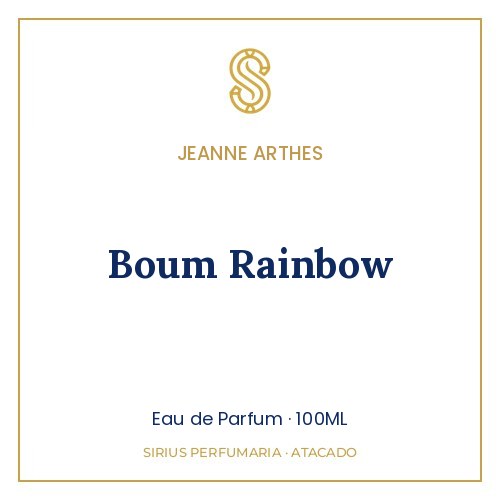 JEANNE ARTHES
Boum Rainbow
Eau de Parfum · 100ML
SIRIUS PERFUMARIA · ATACADO